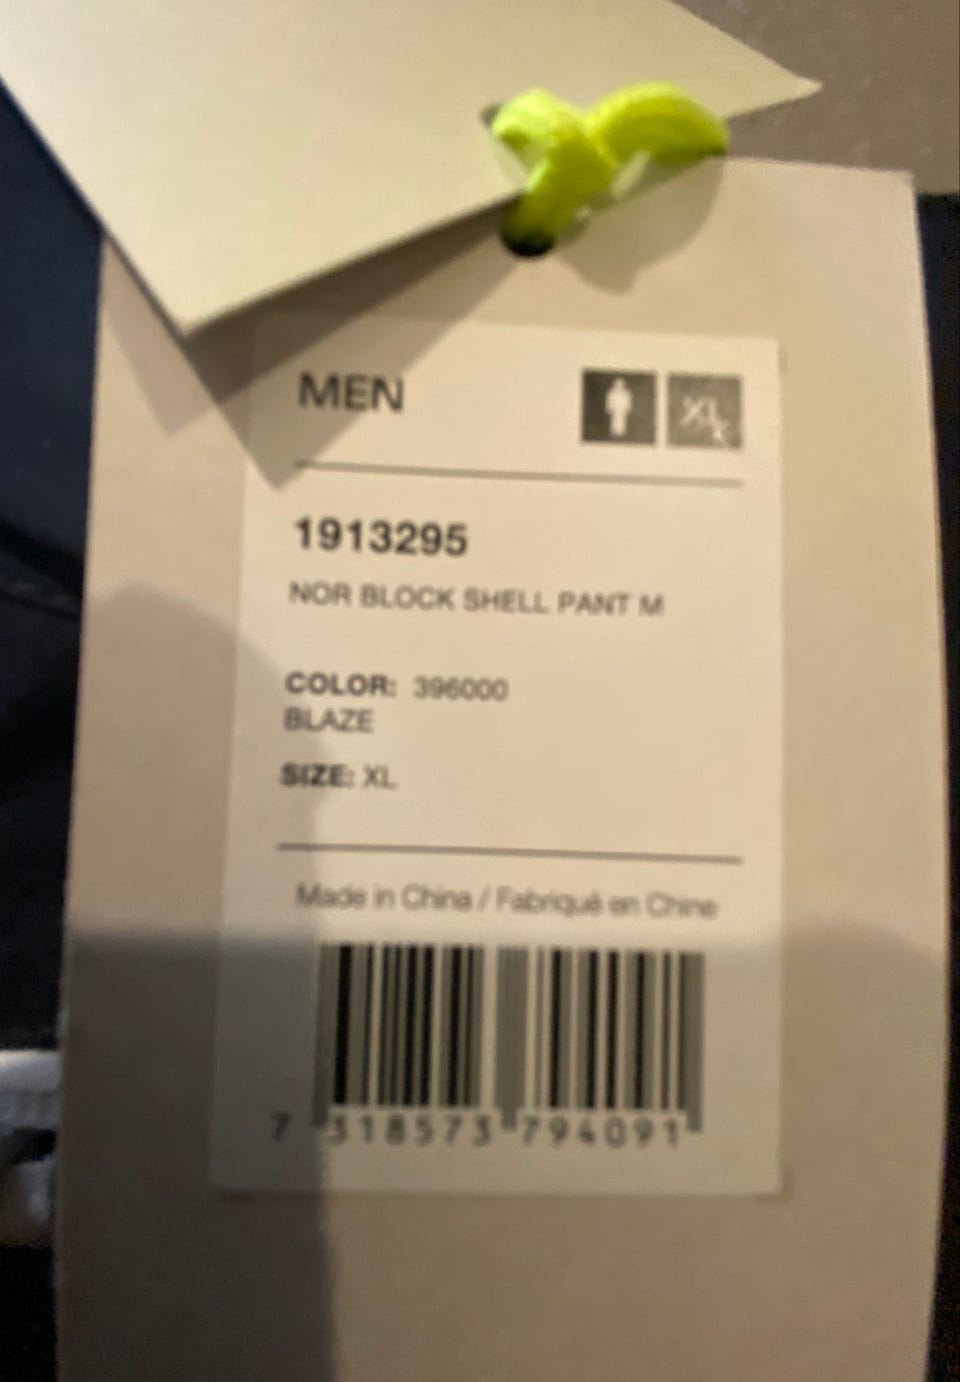 MEN
XL
1913295
NOR BLOCK SHELL PANT M
COLOR: 396000
BLAZE
SIZE: XL
Made in China / Fabriqué en Chine
7 318573 794091